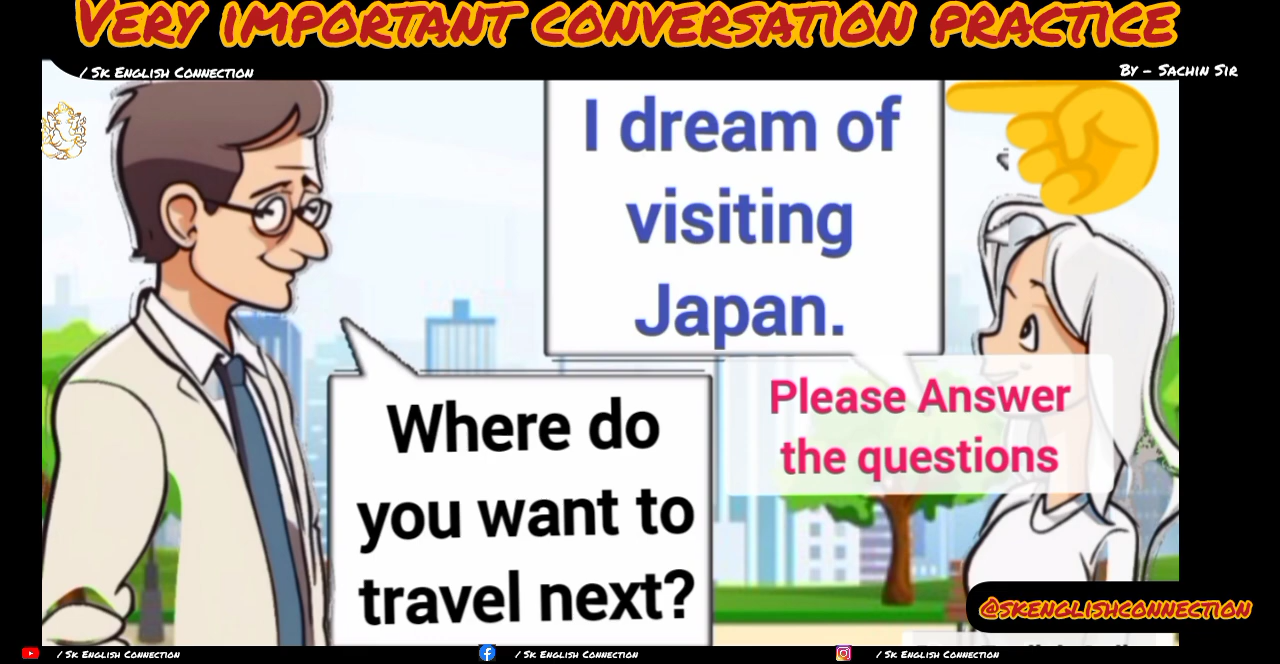 Very important conversation practice
/ Sk English Connection
By - Sachin Sir
I dream of
visiting
Japan.
Where do
you want to
travel next?
Please Answer
the questions
@skenglishconnection
/ Sk English Connection
/ Sk English Connection
/ Sk English Connection